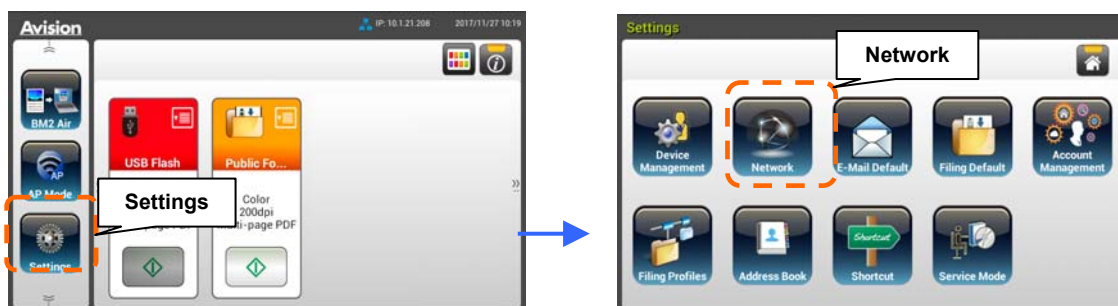 Avision
IP: 10.1.21.208 2017/11/27 10:19
BM2 Air
AP
AP Mode
Settings
USB Flash
Public Fo...
Color
200dpi
Multi-page PDF
Settings
Settings
Network
Device
Management
Network
E-Mail Default
Filing Default
Account
Management
Filing Profiles
Address Book
Shortcut
Shortcut
Service Mode